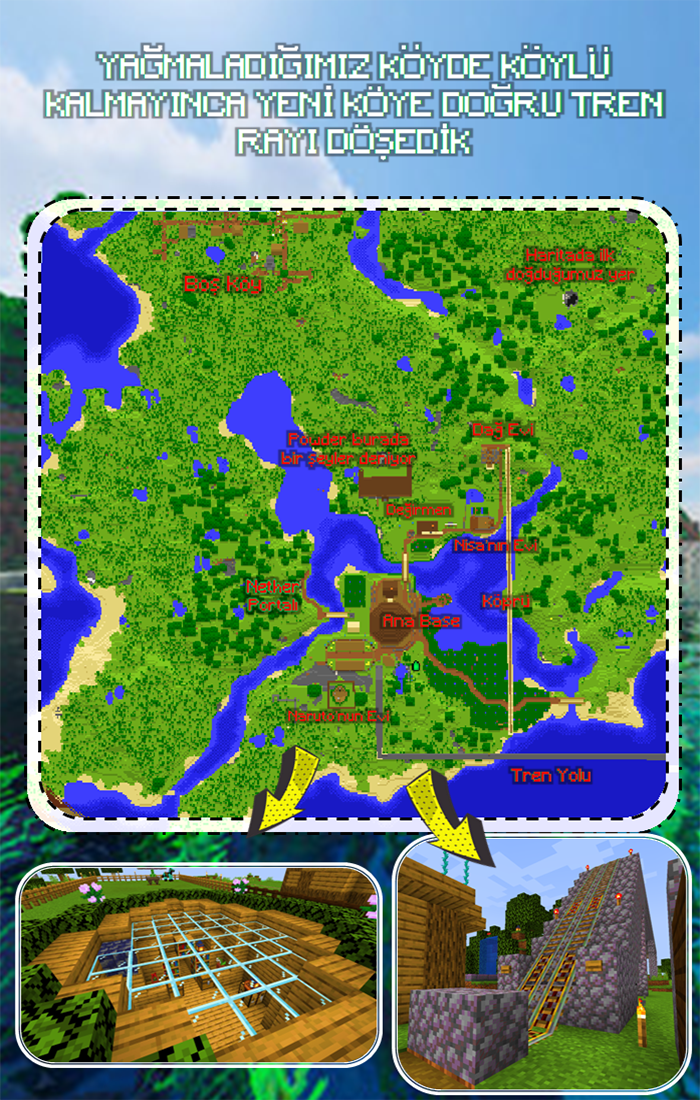 YAĞMALADIĞIMIZ KÖYDE KÖYLÜ
KALMAYINCA YENİ KÖYE DOĞRU TREN
RAYI DÖŞEDİK
Haritada ilk
doğduğumuz yer
Boş Köy
Dağ Evi
Powder burada
bir şeyler deniyor
Değirmen
Nisa'nın Evi
Nether
Portalı
Köprü
Ana Base
Naruto'nun Evi
Tren Yolu